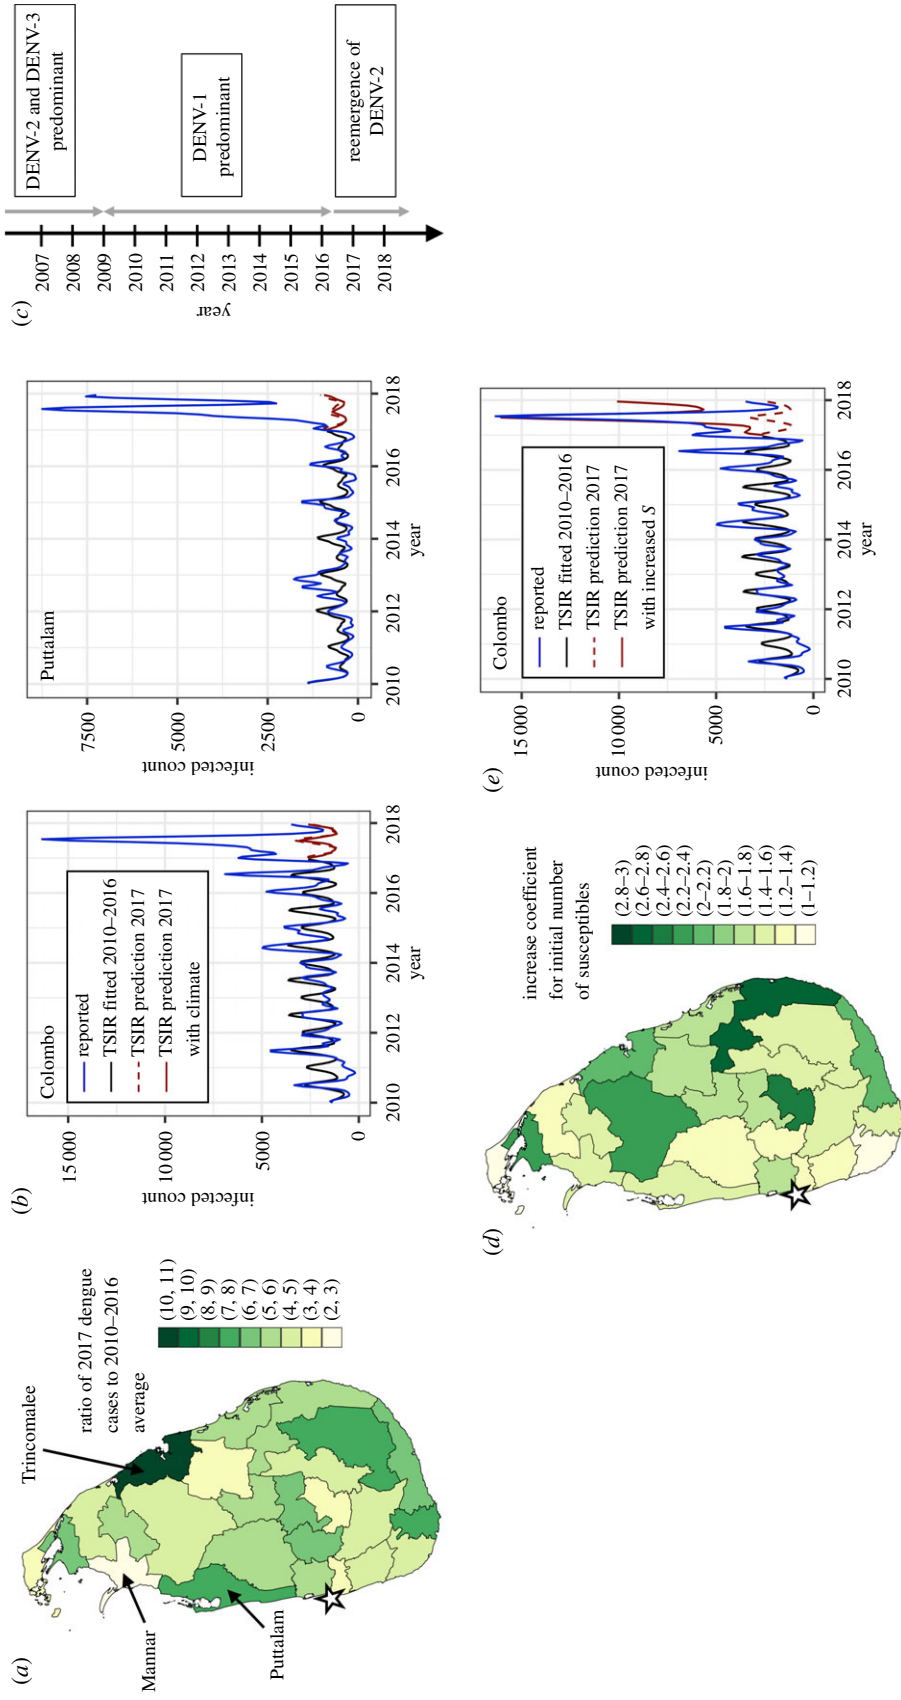 (a)
Trincomalee
Mannar
Puttalam
ratio of 2017 dengue
cases to 2010–2016
average
(10, 11)
(9, 10)
(8, 9)
(7, 8)
(6, 7)
(5, 6)
(4, 5)
(3, 4)
(2, 3)
(b)
Colombo
reported
TSIR fitted 2010–2016
TSIR prediction 2017
TSIR prediction 2017
with climate
infected count
15 000
10 000
5000
0
2010
2012
2014
2016
2018
year
Puttalam
infected count
7500
5000
2500
0
2010
2012
2014
2016
2018
year
(c)
year
2007
2008
2009
2010
2011
2012
2013
2014
2015
2016
2017
2018
DENV-2 and DENV-3
predominant
DENV-1
predominant
reemergence of
DENV-2
(d)
increase coefficient
for initial number
of susceptibles
(2.8–3)
(2.6–2.8)
(2.4–2.6)
(2.2–2.4)
(2–2.2)
(1.8–2)
(1.6–1.8)
(1.4–1.6)
(1.2–1.4)
(1–1.2)
(e)
Colombo
reported
TSIR fitted 2010–2016
TSIR prediction 2017
TSIR prediction 2017
with increased S
infected count
15 000
10 000
5000
0
2010
2012
2014
2016
2018
year